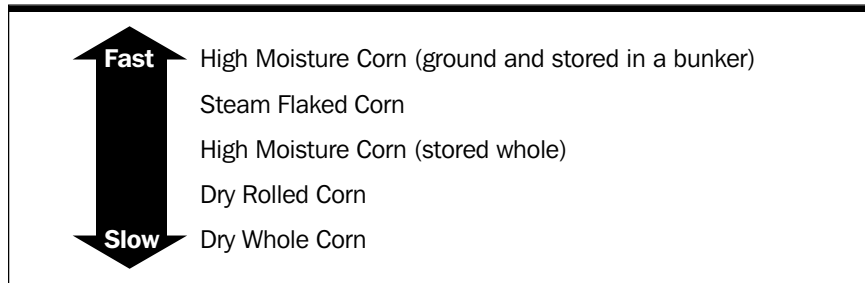 Fast High Moisture Corn (ground and stored in a bunker)
Steam Flaked Corn
High Moisture Corn (stored whole)
Dry Rolled Corn
Slow Dry Whole Corn